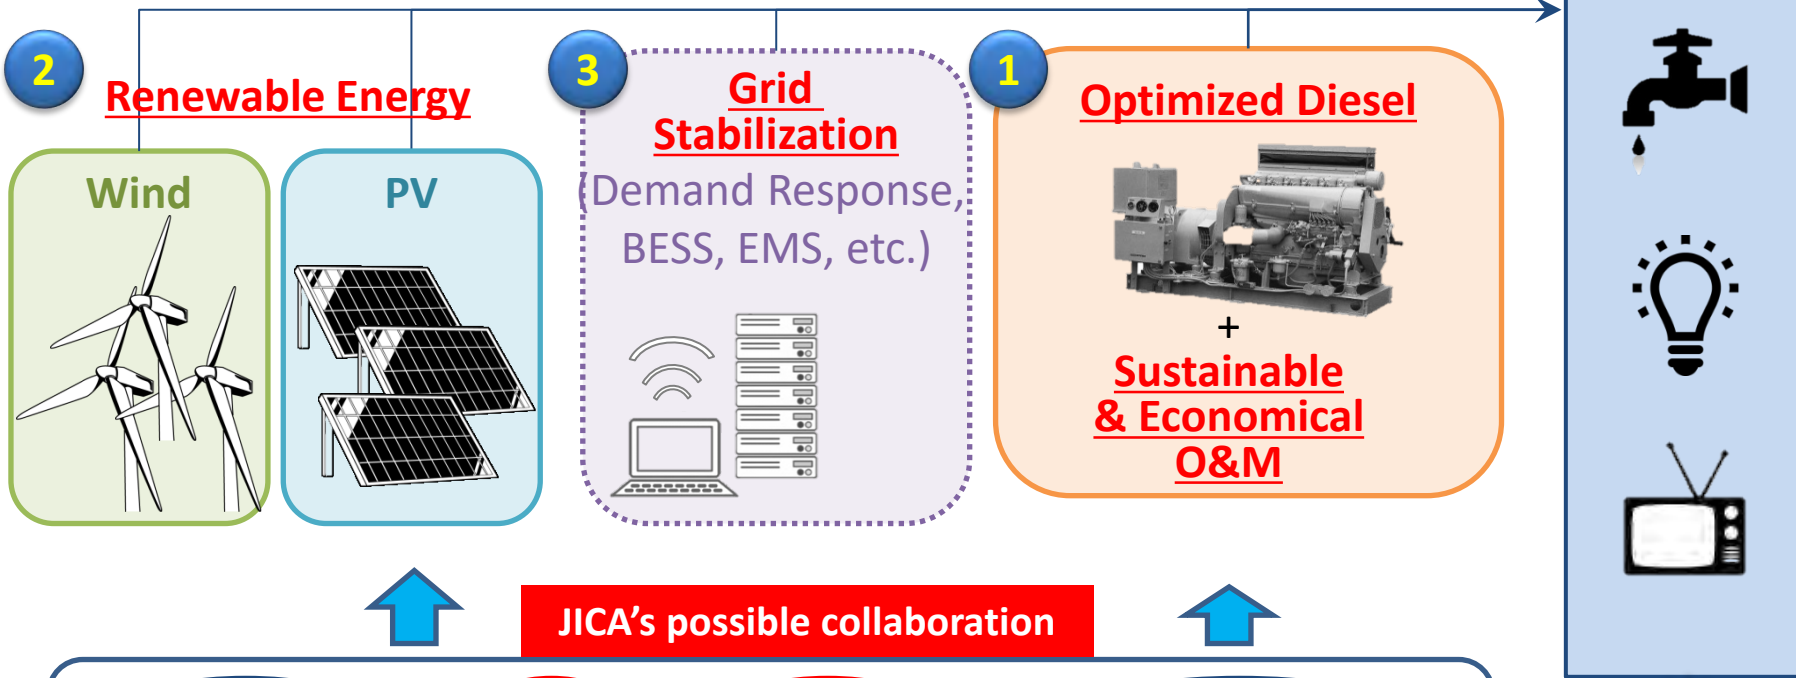 2
Renewable Energy
Wind
PV
3
Grid
Stabilization
(Demand Response,
BESS, EMS, etc.)
1
Optimized Diesel
+
Sustainable
& Economical
O&M
JICA’s possible collaboration